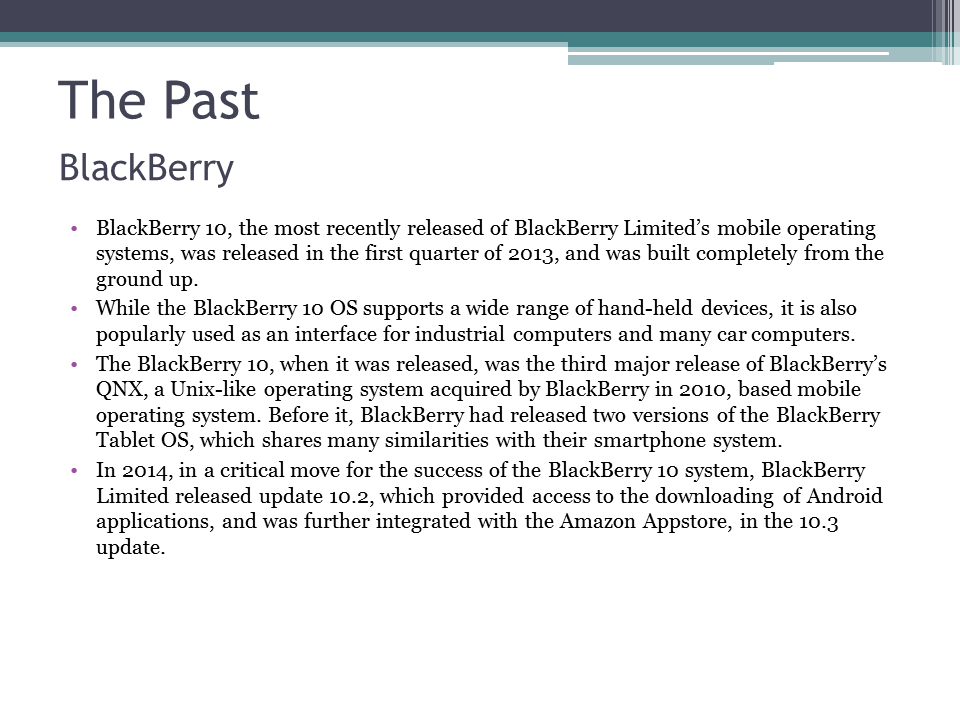 The Past
BlackBerry
• BlackBerry 10, the most recently released of BlackBerry Limited’s mobile operating
systems, was released in the first quarter of 2013, and was built completely from the
ground up.
• While the BlackBerry 10 OS supports a wide range of hand-held devices, it is also
popularly used as an interface for industrial computers and many car computers.
• The BlackBerry 10, when it was released, was the third major release of BlackBerry’s
QNX, a Unix-like operating system acquired by BlackBerry in 2010, based mobile
operating system. Before it, BlackBerry had released two versions of the BlackBerry
Tablet OS, which shares many similarities with their smartphone system.
• In 2014, in a critical move for the success of the BlackBerry 10 system, BlackBerry
Limited released update 10.2, which provided access to the downloading of Android
applications, and was further integrated with the Amazon Appstore, in the 10.3
update.